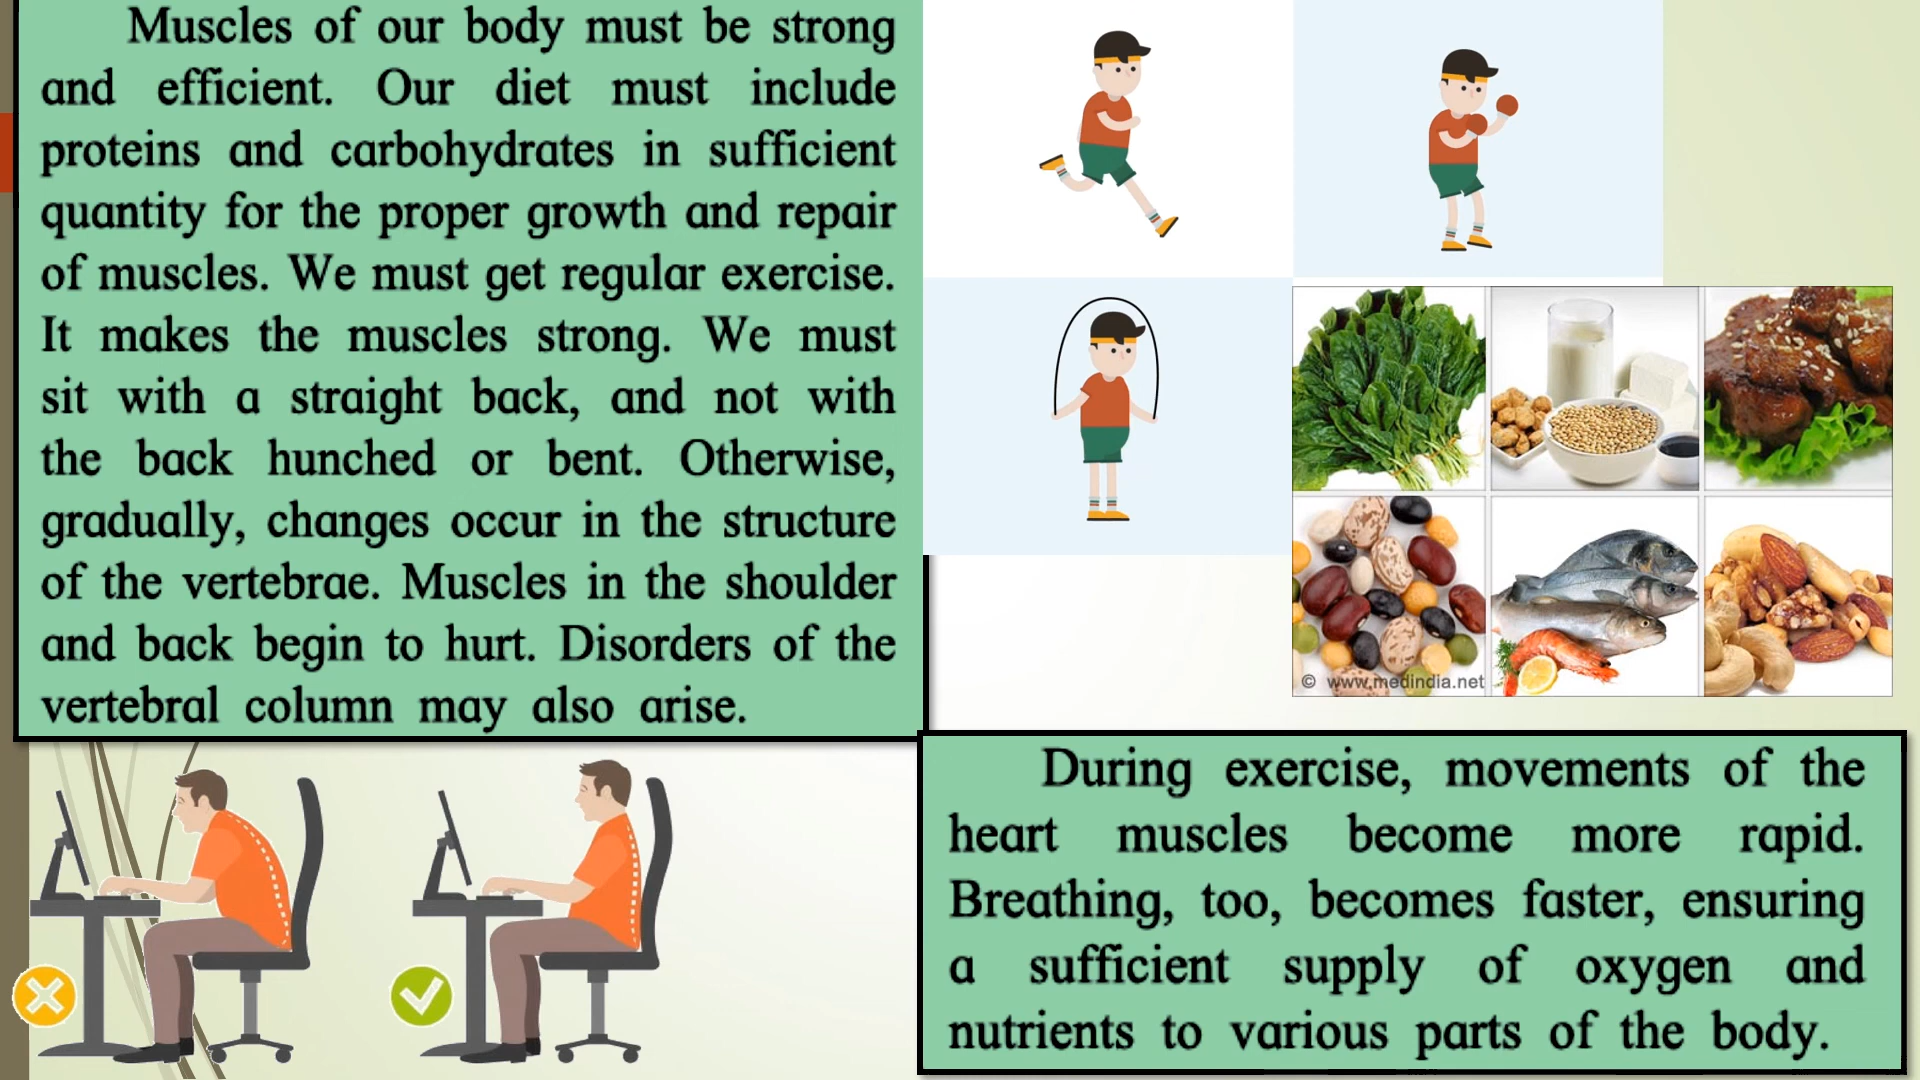 Muscles of our body must be strong
and efficient. Our diet must include
proteins and carbohydrates in sufficient
quantity for the proper growth and repair
of muscles. We must get regular exercise.
It makes the muscles strong. We must
sit with a straight back, and not with
the back hunched or bent. Otherwise,
gradually, changes occur in the structure
of the vertebrae. Muscles in the shoulder
and back begin to hurt. Disorders of the
vertebral column may also arise.
© www.medindia.net
During exercise, movements of the
heart muscles become more rapid.
Breathing, too, becomes faster, ensuring
a sufficient supply of oxygen and
nutrients to various parts of the body.